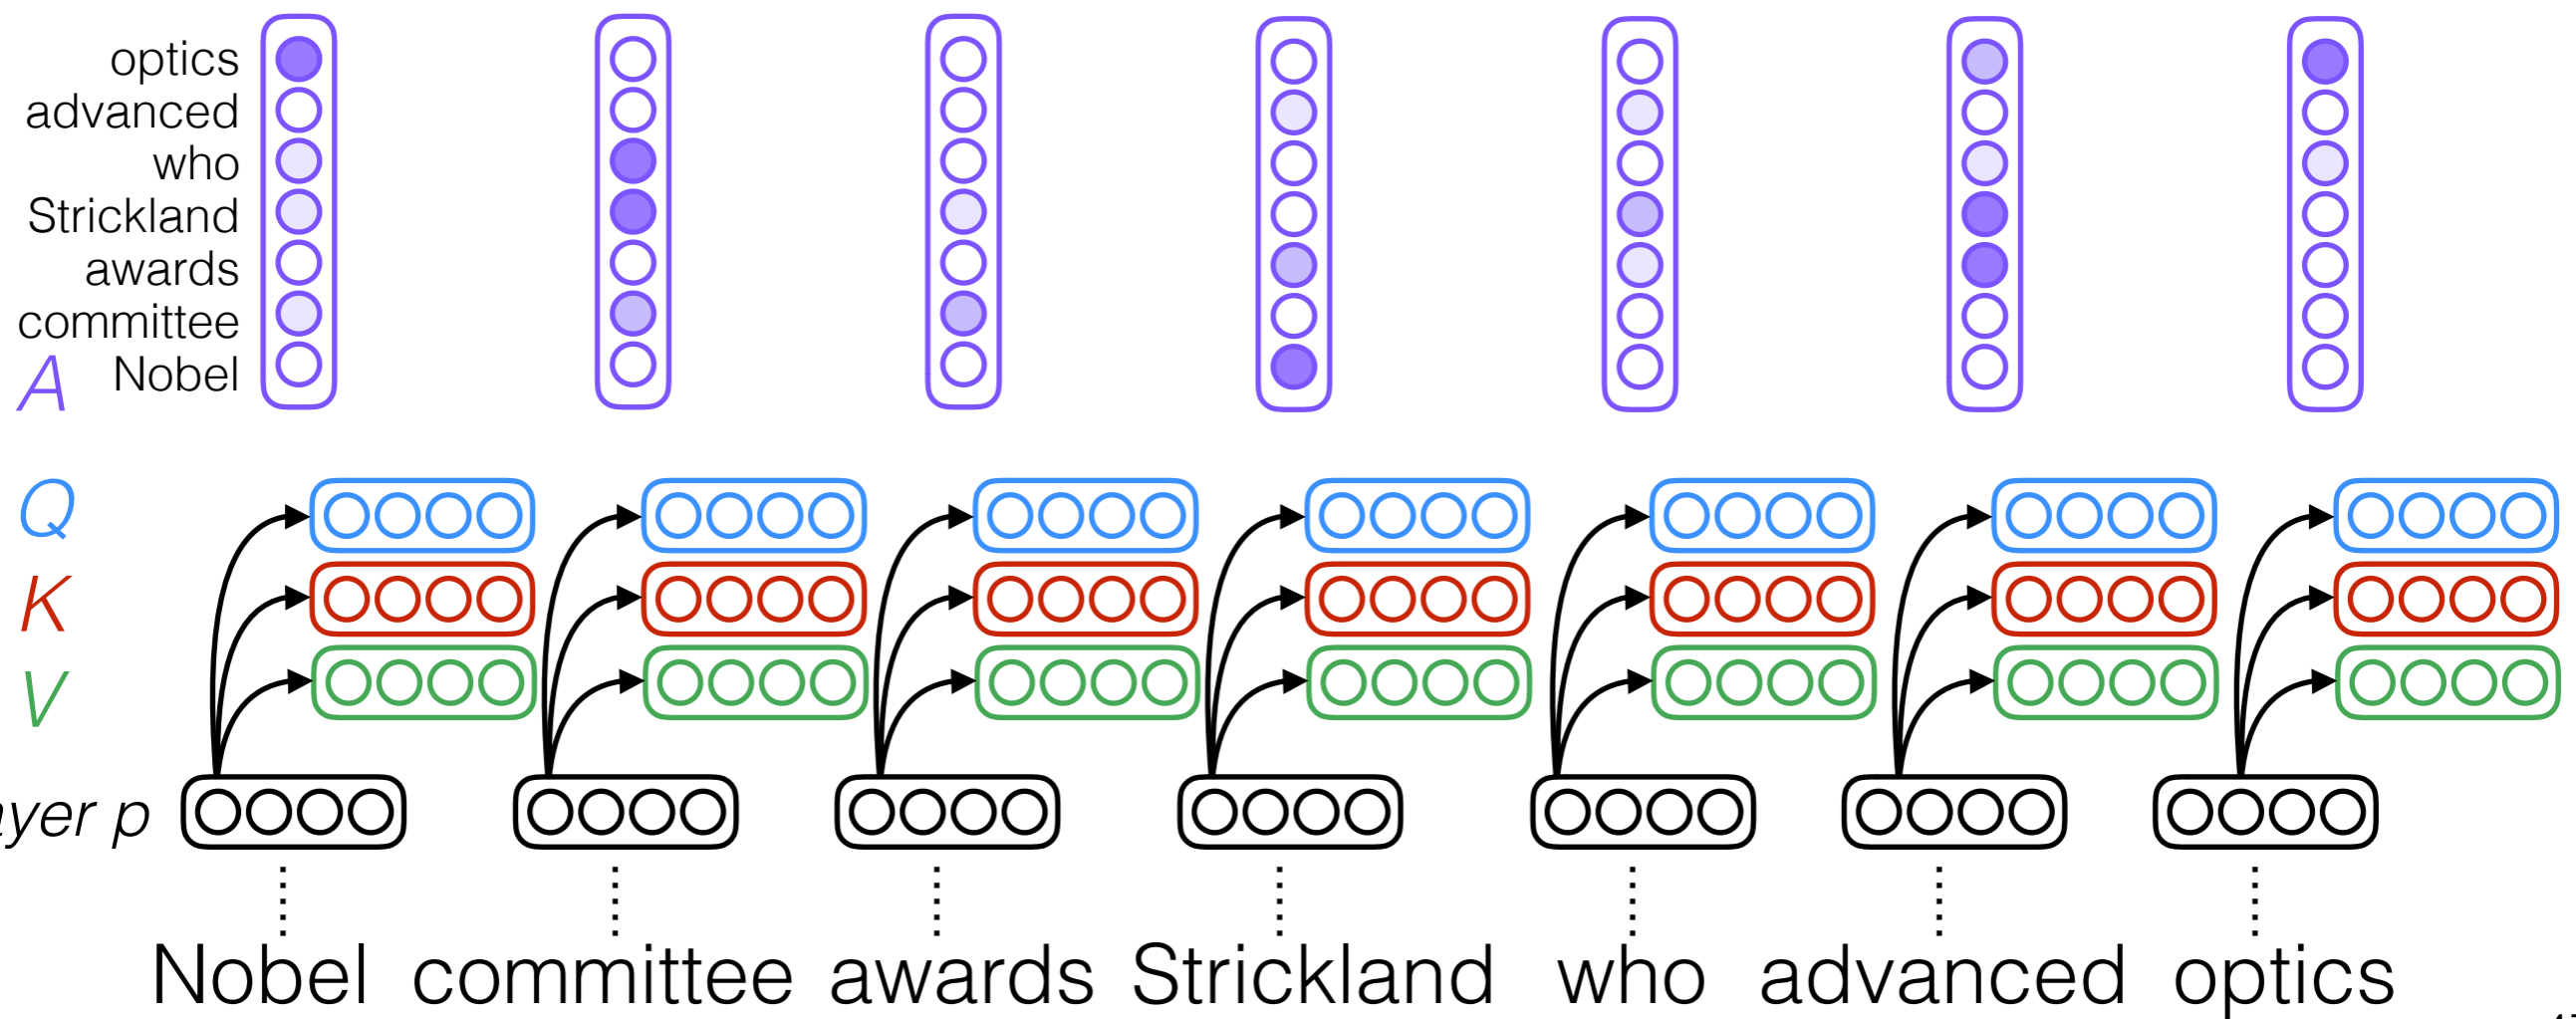 optics
advanced
who
Strickland
awards
committee
A Nobel
Q
K
V
ayer p
Nobel committee awards Strickland who advanced optics